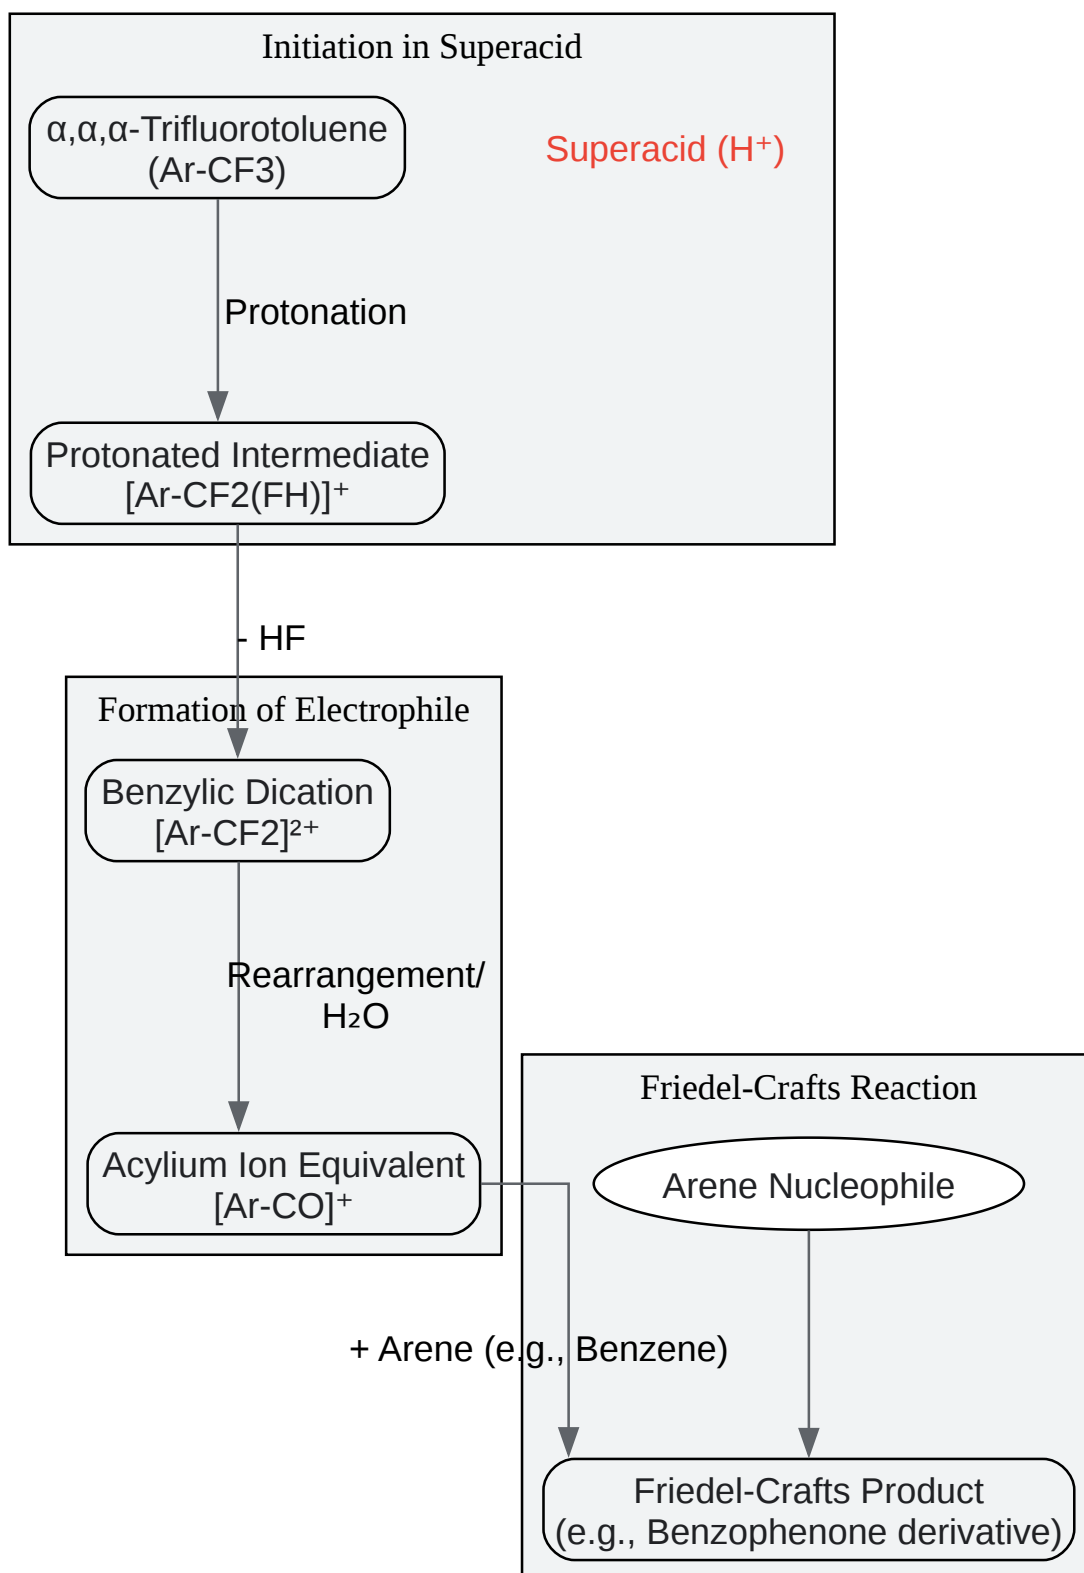 Initiation in Superacid
α,α,α-Trifluorotoluene
(Ar-CF3)
Superacid (H⁺)
Protonation
Protonated Intermediate
[Ar-CF2(FH)]⁺
- HF
Formation of Electrophile
Benzylic Dication
[Ar-CF2]²⁺
Rearrangement/
H₂O
Acylium Ion Equivalent
[Ar-CO]⁺
Friedel-Crafts Reaction
Arene Nucleophile
+ Arene (e.g., Benzene)
Friedel-Crafts Product
(e.g., Benzophenone derivative)